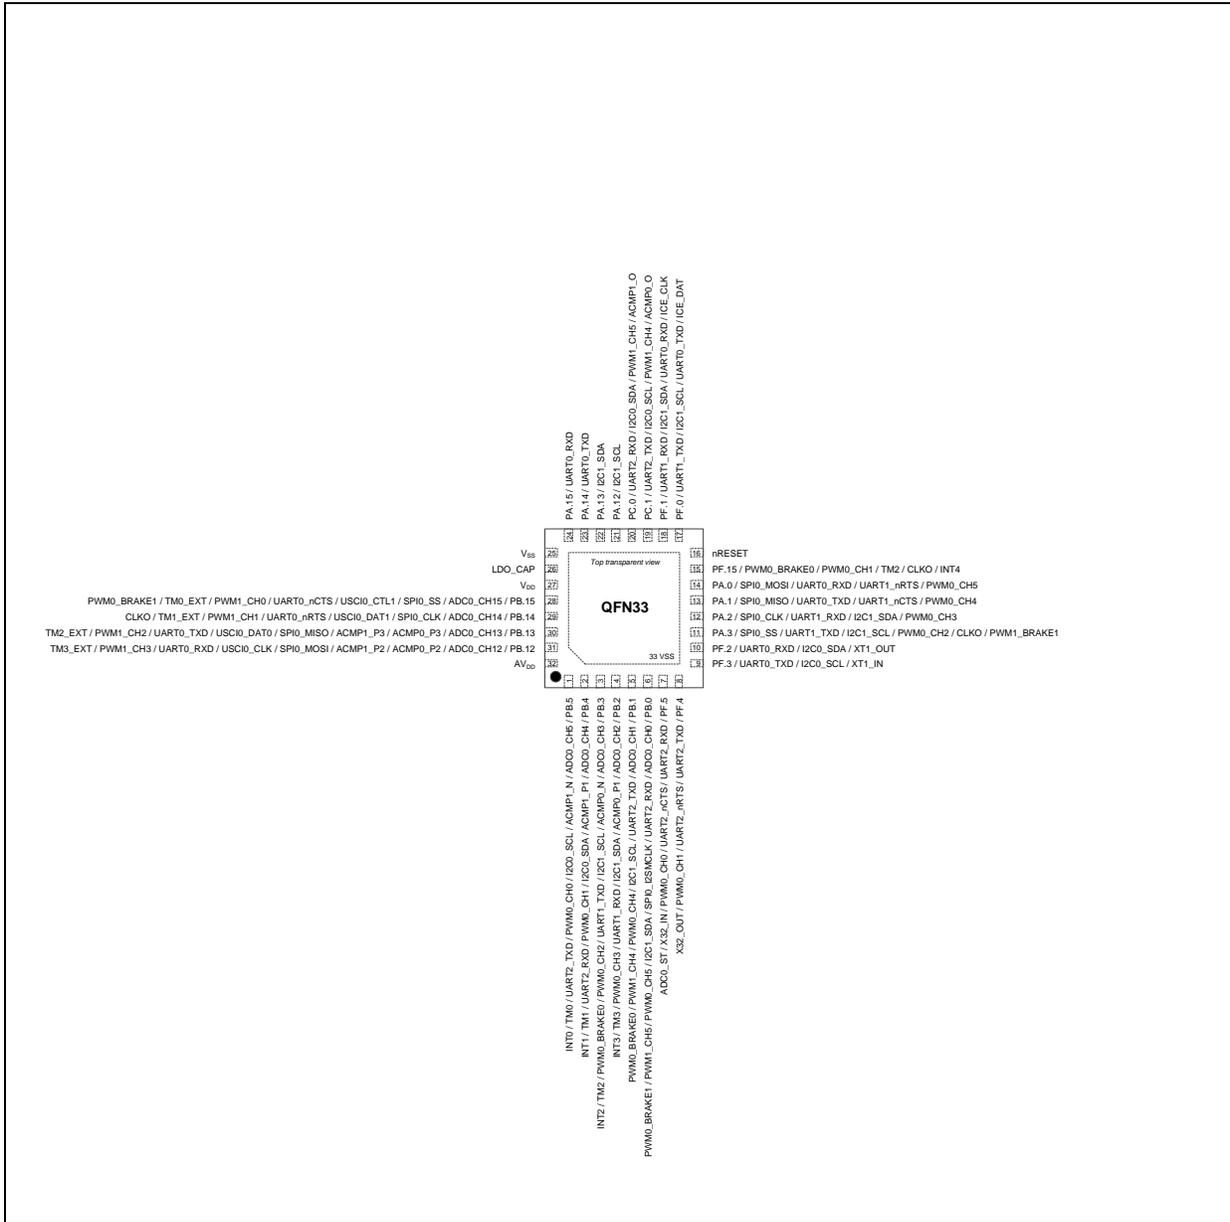 PA.15 / UART0_RXD
PA.14 / UART0_TXD
PA.13 / I2C1_SDA
PA.12 / I2C1_SCL
PC.0 / UART2_RXD / I2C0_SDA / PWM1_CH5 / ACMP1_O
PC.1 / UART2_TXD / I2C0_SCL / PWM1_CH4 / ACMP0_O
PF.1 / UART1_RXD / I2C1_SDA / UART0_RXD / ICE_CLK
PF.0 / UART1_TXD / I2C1_SCL / UART0_TXD / ICE_DAT
24
23
22
21
20
19
18
17
VSS
25
LDO_CAP
26
VDD
27
PWM0_BRAKE1 / TM0_EXT / PWM1_CH0 / UART0_nCTS / USCI0_CTL1 / SPI0_SS / ADC0_CH15 / PB.15
28
CLKO / TM1_EXT / PWM1_CH1 / UART0_nRTS / USCI0_DAT1 / SPI0_CLK / ADC0_CH14 / PB.14
29
TM2_EXT / PWM1_CH2 / UART0_TXD / USCI0_DAT0 / SPI0_MISO / ACMP1_P3 / ACMP0_P3 / ADC0_CH13 / PB.13
30
TM3_EXT / PWM1_CH3 / UART0_RXD / USCI0_CLK / SPI0_MOSI / ACMP1_P2 / ACMP0_P2 / ADC0_CH12 / PB.12
31
AVDD
32
Top transparent view
QFN33
33 VSS
16
nRESET
15
PF.15 / PWM0_BRAKE0 / PWM0_CH1 / TM2 / CLKO / INT4
14
PA.0 / SPI0_MOSI / UART0_RXD / UART1_nRTS / PWM0_CH5
13
PA.1 / SPI0_MISO / UART0_TXD / UART1_nCTS / PWM0_CH4
12
PA.2 / SPI0_CLK / UART1_RXD / I2C1_SDA / PWM0_CH3
11
PA.3 / SPI0_SS / UART1_TXD / I2C1_SCL / PWM0_CH2 / CLKO / PWM1_BRAKE1
10
PF.2 / UART0_RXD / I2C0_SDA / XT1_OUT
9
PF.3 / UART0_TXD / I2C0_SCL / XT1_IN
1
2
3
4
5
6
7
8
INT0 / TM0 / UART2_TXD / PWM0_CH0 / I2C0_SCL / ACMP1_N / ADC0_CH5 / PB.5
INT1 / TM1 / UART2_RXD / PWM0_CH1 / I2C0_SDA / ACMP1_P1 / ADC0_CH4 / PB.4
INT2 / TM2 / PWM0_BRAKE0 / PWM0_CH2 / UART1_TXD / I2C1_SCL / ACMP0_N / ADC0_CH3 / PB.3
INT3 / TM3 / PWM0_CH3 / UART1_RXD / I2C1_SDA / ACMP0_P1 / ADC0_CH2 / PB.2
PWM0_BRAKE0 / PWM1_CH4 / PWM0_CH4 / I2C1_SCL / UART2_TXD / ADC0_CH1 / PB.1
PWM0_BRAKE1 / PWM1_CH5 / PWM0_CH5 / I2C1_SDA / SPI0_I2SMCLK / UART2_RXD / ADC0_CH0 / PB.0
ADC0_ST / X32_IN / PWM0_CH0 / UART2_nCTS / UART2_RXD / PF.5
X32_OUT / PWM0_CH1 / UART2_nRTS / UART2_TXD / PF.4